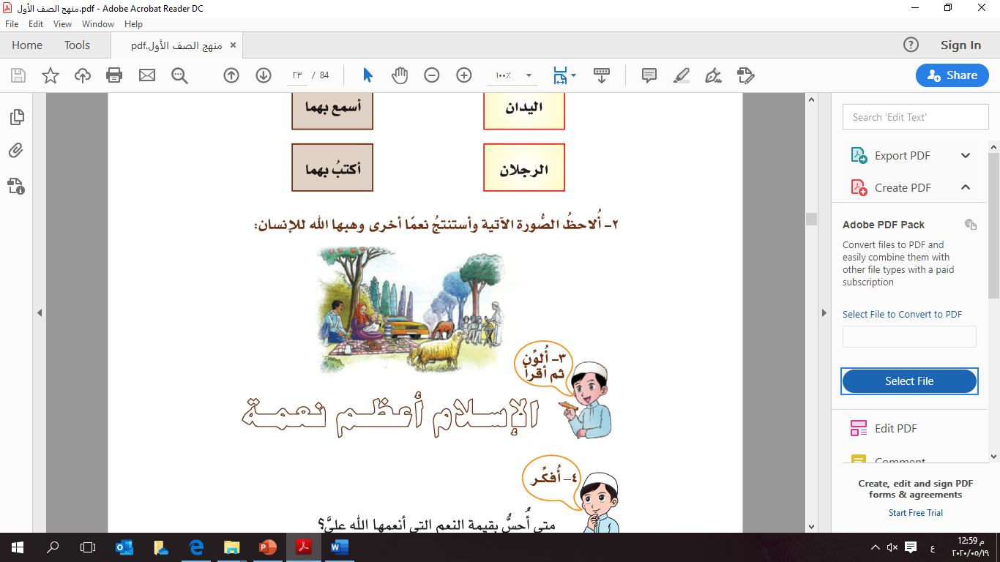 منهج الصف الأول.pdf - Adobe Acrobat Reader DC
File Edit View Window Help
Home Tools منهج الصف الأول.pdf × Sign In
٢٣ / 84 ١٠٠٪ Share
اليدان أسمع بهما
الرجلان أكتبُ بهما
٢- أُلاحظُ الصُّورة الآتية وأستنتجُ نعمًا أخرى وهبها الله للإنسان:
٣- أُلوِّن
ثم أقرأ
الإسلام أعظم نعمة
٤- أُفكِّر
متى أُحسُّ بقيمة النعم التي أنعمها الله عليَّ؟
Search 'Edit Text'
Export PDF
Create PDF
Adobe PDF Pack
Convert files to PDF and
easily combine them with
other file types with a paid
subscription
Select File to Convert to PDF
Select File
Edit PDF
Comment
Create, edit and sign PDF
forms & agreements
Start Free Trial
ع
12:59 م
٢٠٢٠/٠٥/١٩